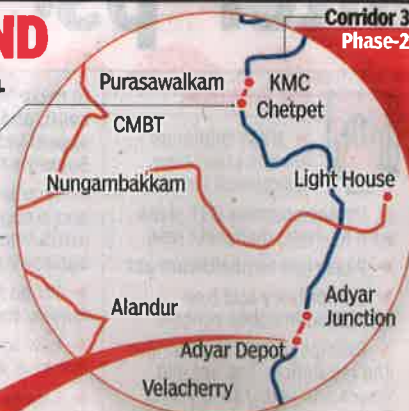 ND
Corridor 3
Phase-2
Purasawalkam
KMC
Chetpet
CMBT
Nungambakkam
Light House
Alandur
Adyar
Junction
Adyar Depot
Velacherry